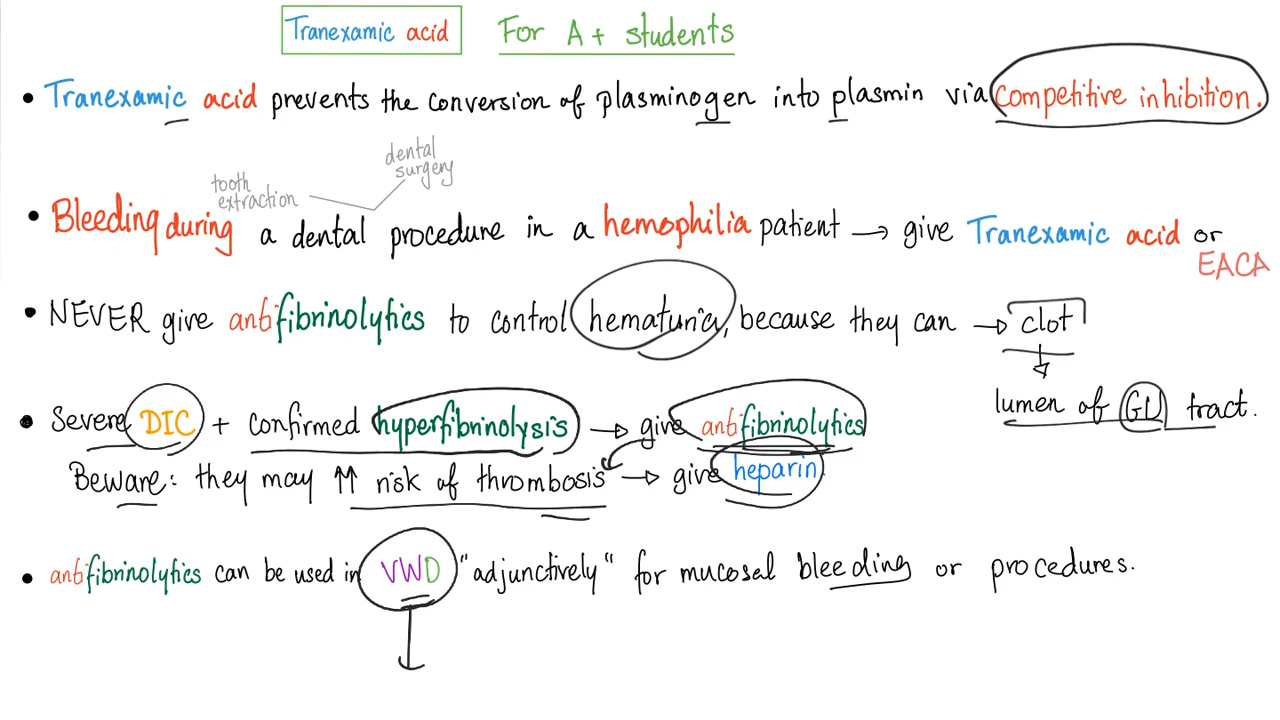 Tranexamic acid For A+ students
• Tranexamic acid prevents the conversion of plasminogen into plasmin via competitive inhibition.
tooth extraction
dental surgery
• Bleeding during a dental procedure in a hemophilia patient → give Tranexamic acid or
EACA
• NEVER give antifibrinolytics to control hematuria, because they can → clot
lumen of GU tract.
• Severe DIC + confirmed hyperfibrinolysis → give antifibrinolytics
Beware: they may ↑↑ risk of thrombosis → give heparin
• antifibrinolytics can be used in VWD "adjunctively" for mucosal bleeding or procedures.